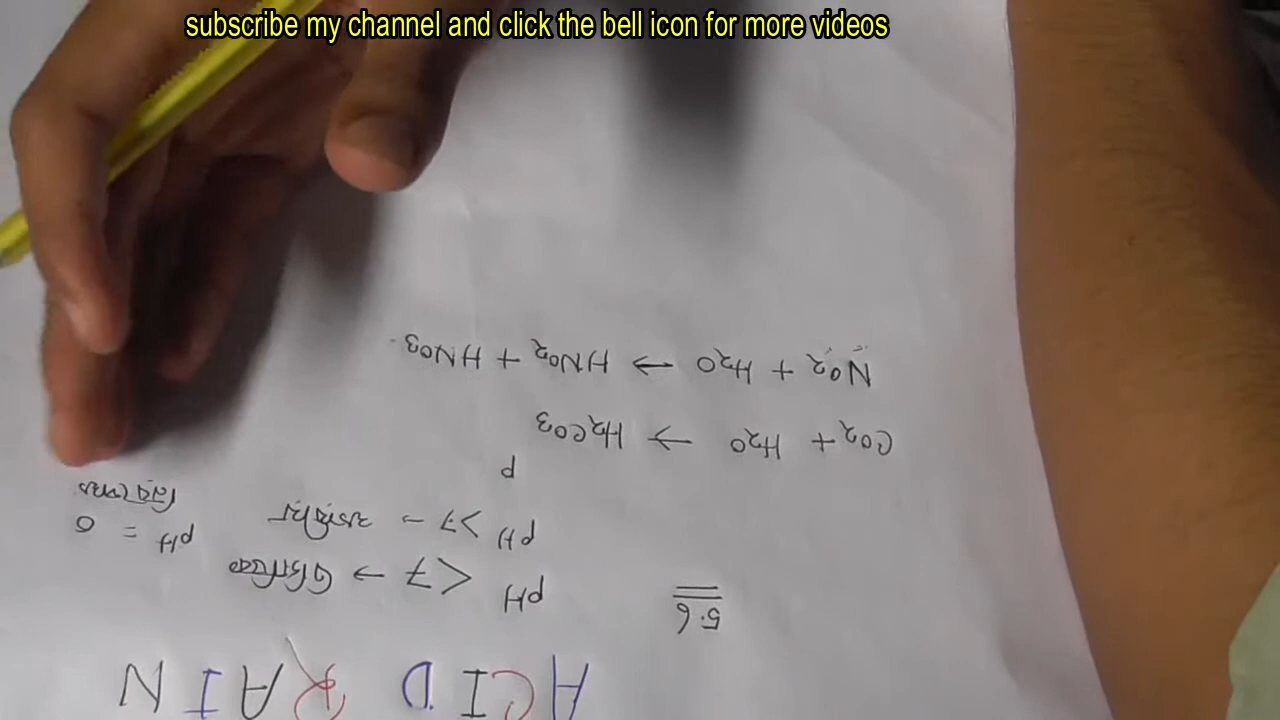 subscribe my channel and click the bell icon for more videos
ACID RAIN
5.6
pH <7 →
pH >7 →
pH = 0
P
CO2 + H2O → H2CO3
NO2 + H2O → HNO2 + HNO3